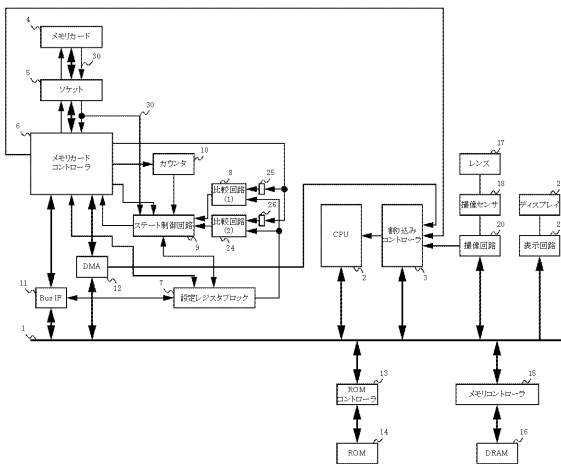 4
メモリカード
30
5
ソケット
30
6
メモリカード
コントローラ
10
カウンタ
8
25
比較回路
(1)
26
比較回路
(2)
24
ステート制御回路
9
CPU
2
割り込み
コントローラ
3
17
レンズ
18
撮像センサ
20
撮像回路
2
ディスプレイ
2
表示回路
DMA
12
11
Bus IF
7
設定レジスタブロック
1
13
ROM
コントローラ
14
ROM
15
メモリコントローラ
16
DRAM